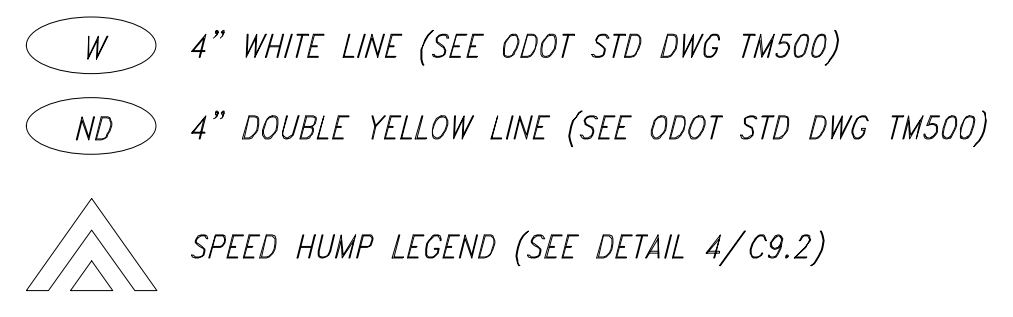 W 4" WHITE LINE (SEE ODOT STD DWG TM500)
ND 4" DOUBLE YELLOW LINE (SEE ODOT STD DWG TM500)
SPEED HUMP LEGEND (SEE DETAIL 4/C9.2)